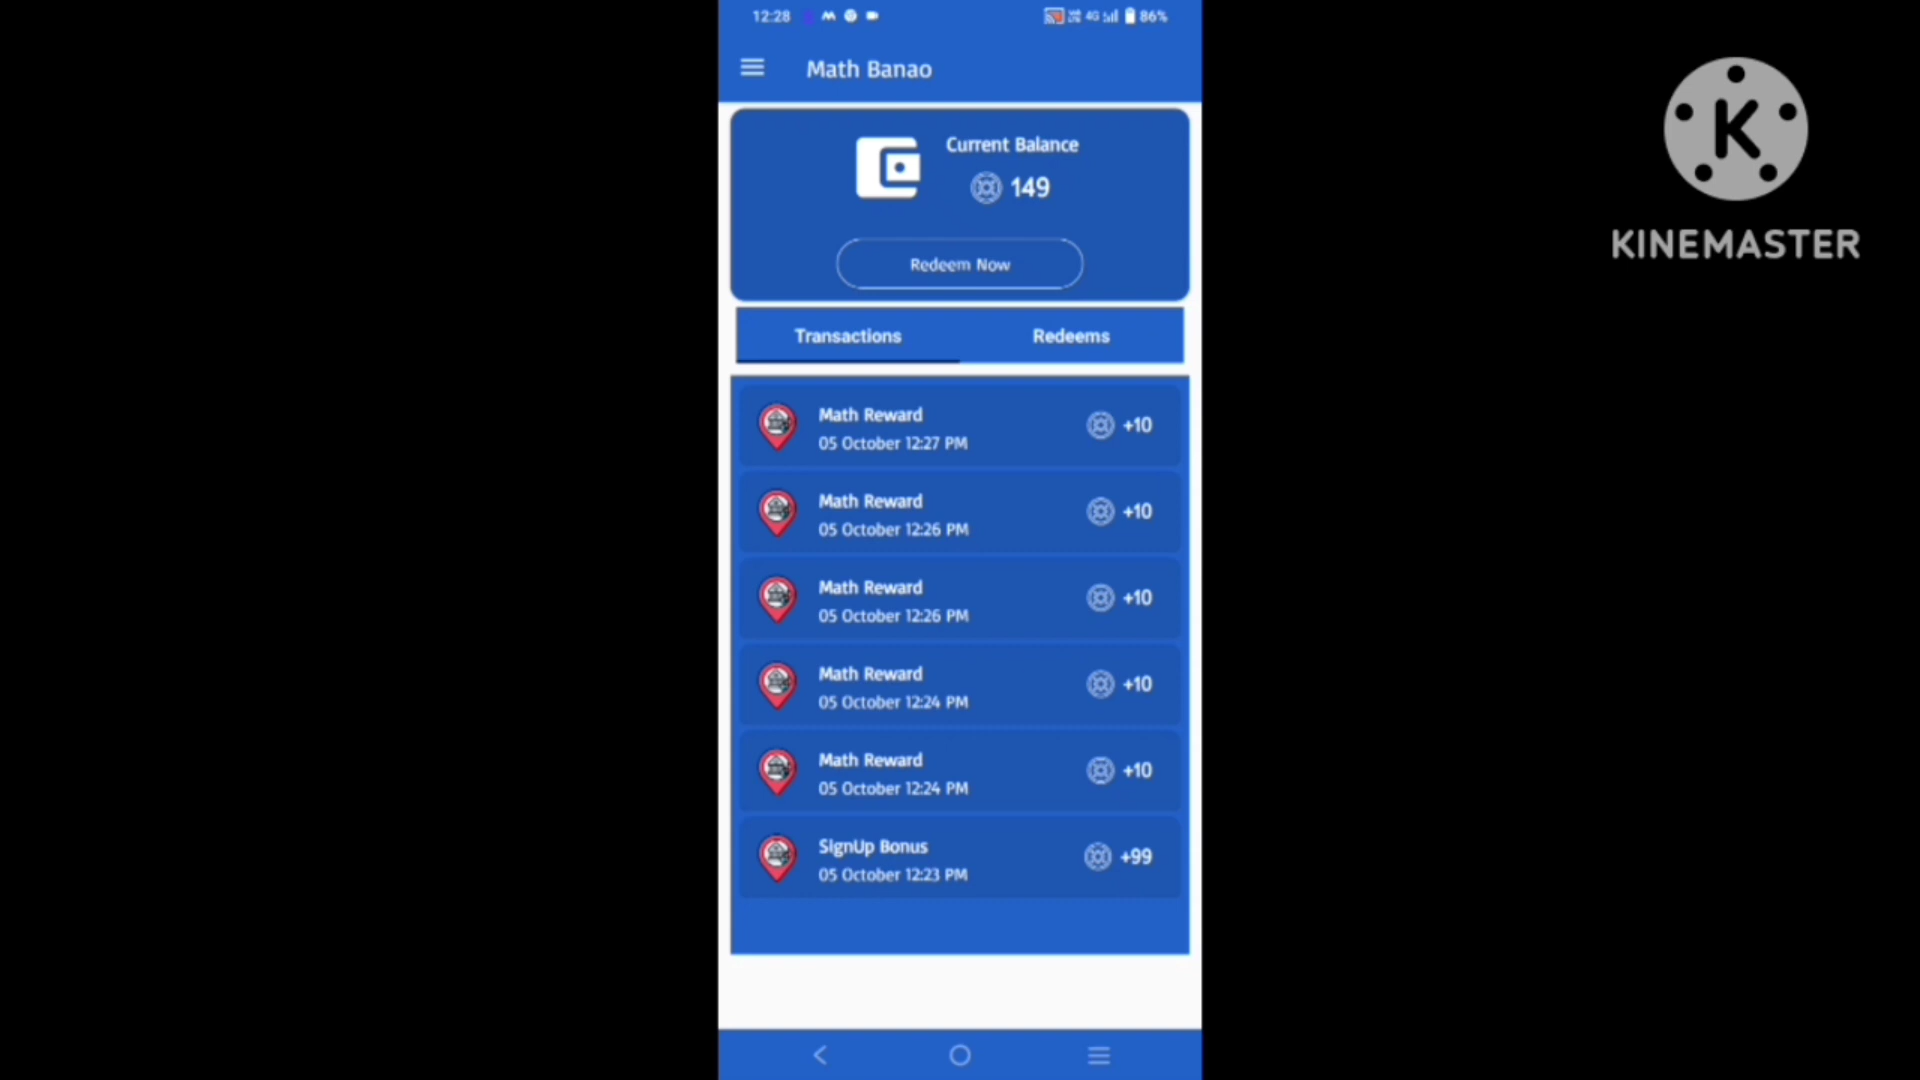 12:28
4G 86%
Math Banao
Current Balance
149
Redeem Now
Transactions Redeems
Math Reward
+10
05 October 12:27 PM
Math Reward
+10
05 October 12:26 PM
Math Reward
+10
05 October 12:26 PM
Math Reward
+10
05 October 12:24 PM
Math Reward
+10
05 October 12:24 PM
SignUp Bonus
+99
05 October 12:23 PM
K
KINEMASTER